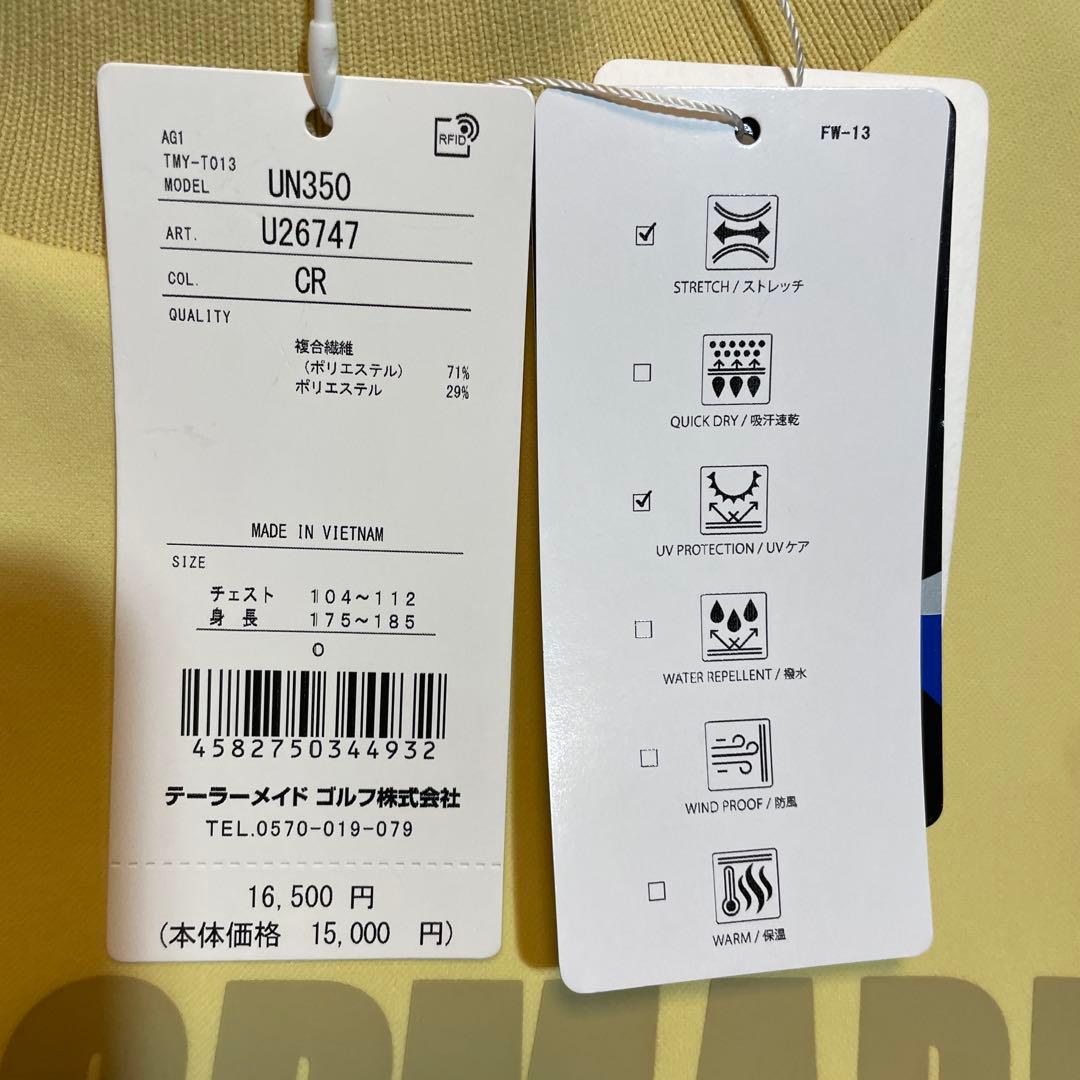 AG1
TMY-T013
RFID
MODEL UN350
ART. U26747
COL. CR
QUALITY
複合繊維
(ポリエステル) 71%
ポリエステル 29%
MADE IN VIETNAM
SIZE
チェスト 104～112
身 長 175～185
O
4582750344932
テーラーメイド ゴルフ株式会社
TEL.0570-019-079
16,500 円
(本体価格 15,000 円)
FW-13
STRETCH / ストレッチ
QUICK DRY / 吸汗速乾
UV PROTECTION / UVケア
WATER REPELLENT / 撥水
WIND PROOF / 防風
WARM / 保温